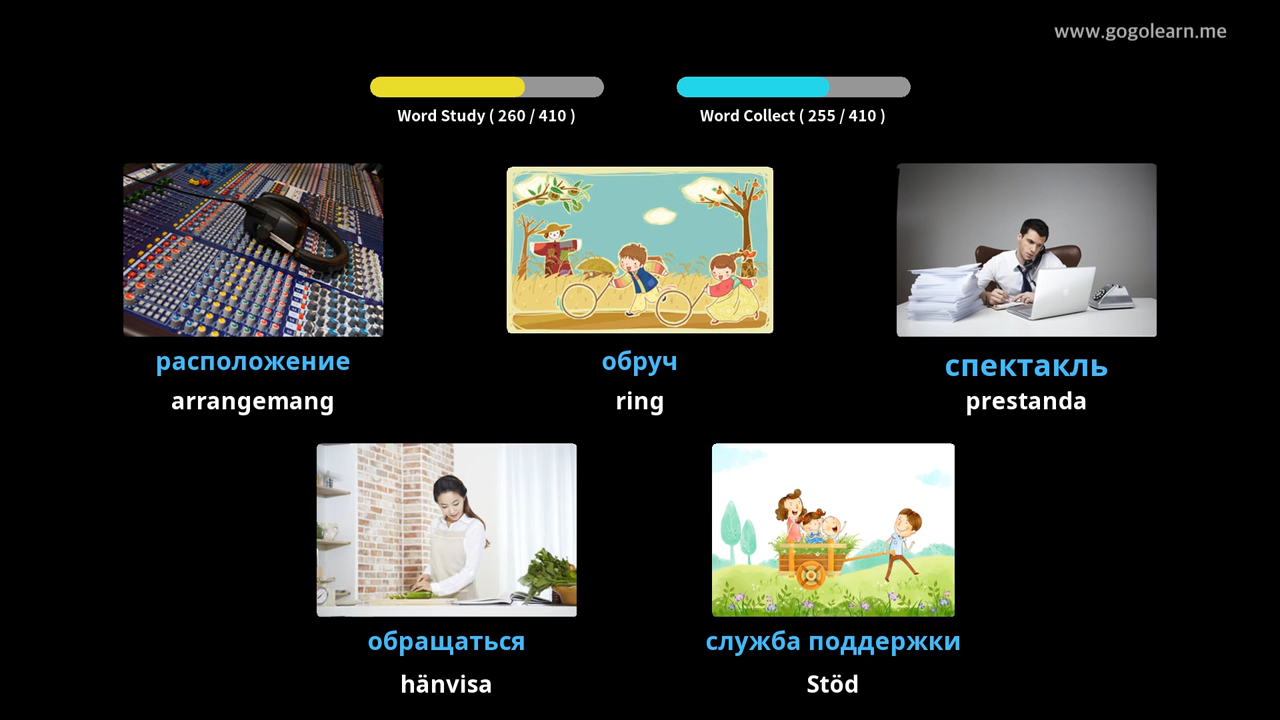 www.gogolearn.me
Word Study ( 260 / 410 )
Word Collect ( 255 / 410 )
расположение
arrangemang
обруч
ring
спектакль
prestanda
обращаться
hänvisa
служба поддержки
Stöd